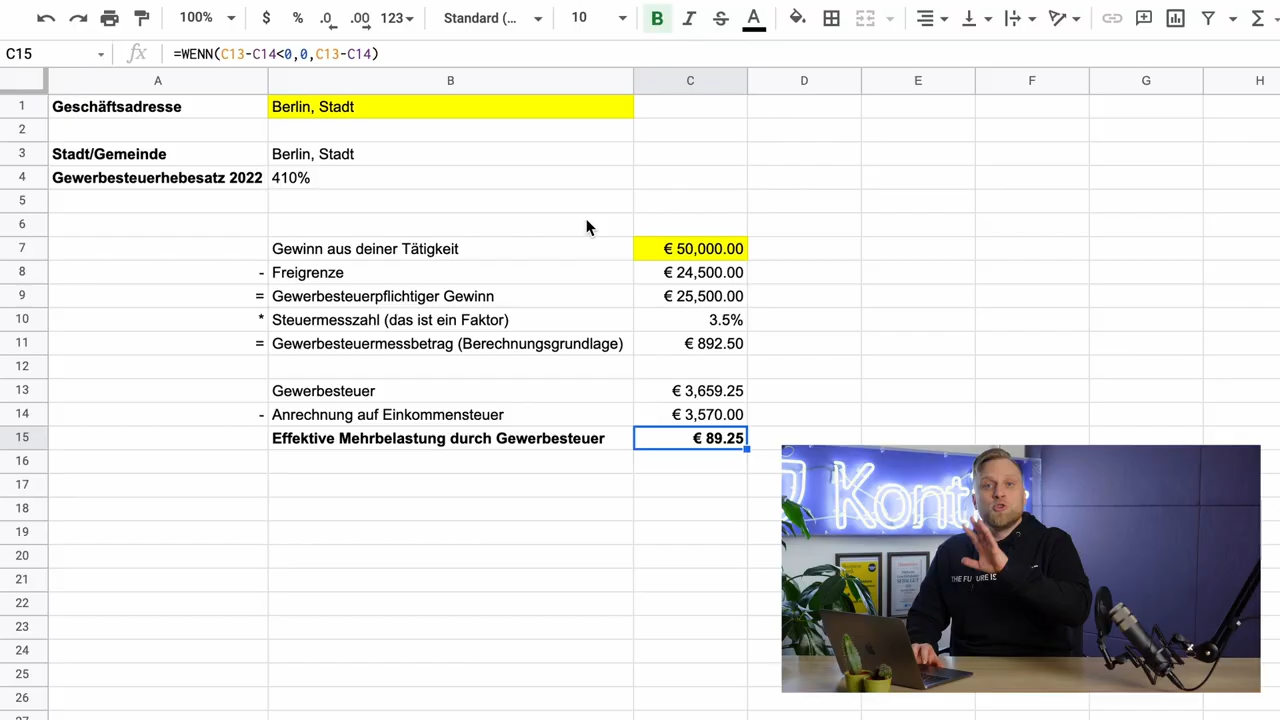 100% $ % .0 .00 123 Standard (... 10 B I S A Σ
C15 fx =WENN(C13-C14<0,0,C13-C14)
A B C D E F G H
1 Geschäftsadresse Berlin, Stadt
2
3 Stadt/Gemeinde Berlin, Stadt
4 Gewerbesteuerhebesatz 2022 410%
5
6
7 Gewinn aus deiner Tätigkeit € 50,000.00
8 - Freigrenze € 24,500.00
9 = Gewerbesteuerpflichtiger Gewinn € 25,500.00
10 * Steuermesszahl (das ist ein Faktor) 3.5%
11 = Gewerbesteuermessbetrag (Berechnungsgrundlage) € 892.50
12
13 Gewerbesteuer € 3,659.25
14 - Anrechnung auf Einkommensteuer € 3,570.00
15 Effektive Mehrbelastung durch Gewerbesteuer € 89.25
16
17
18
19
20
21
22
23
24
25
26
Kont
THE FUTURE IS